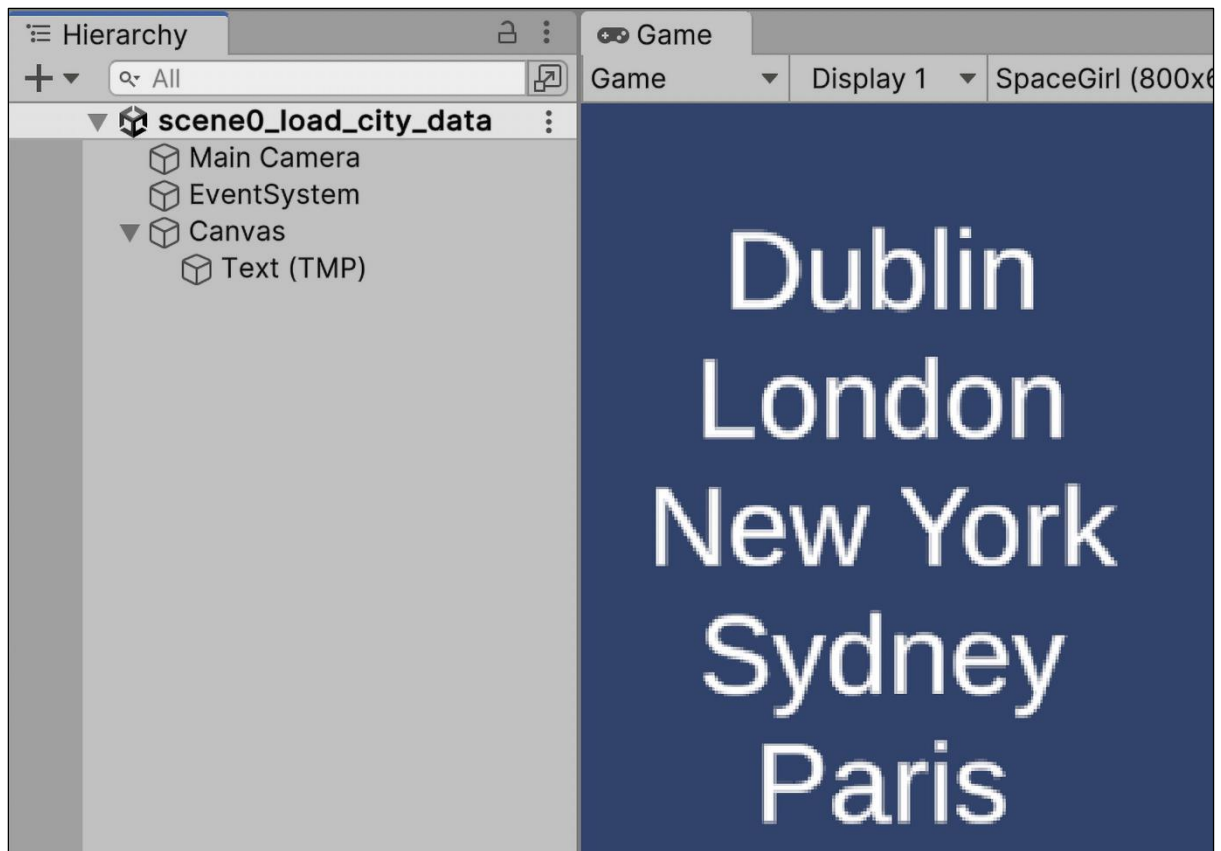 Hierarchy
All
scene0_load_city_data
Main Camera
EventSystem
Canvas
Text (TMP)
Game
Game Display 1 SpaceGirl (800x6
Dublin
London
New York
Sydney
Paris